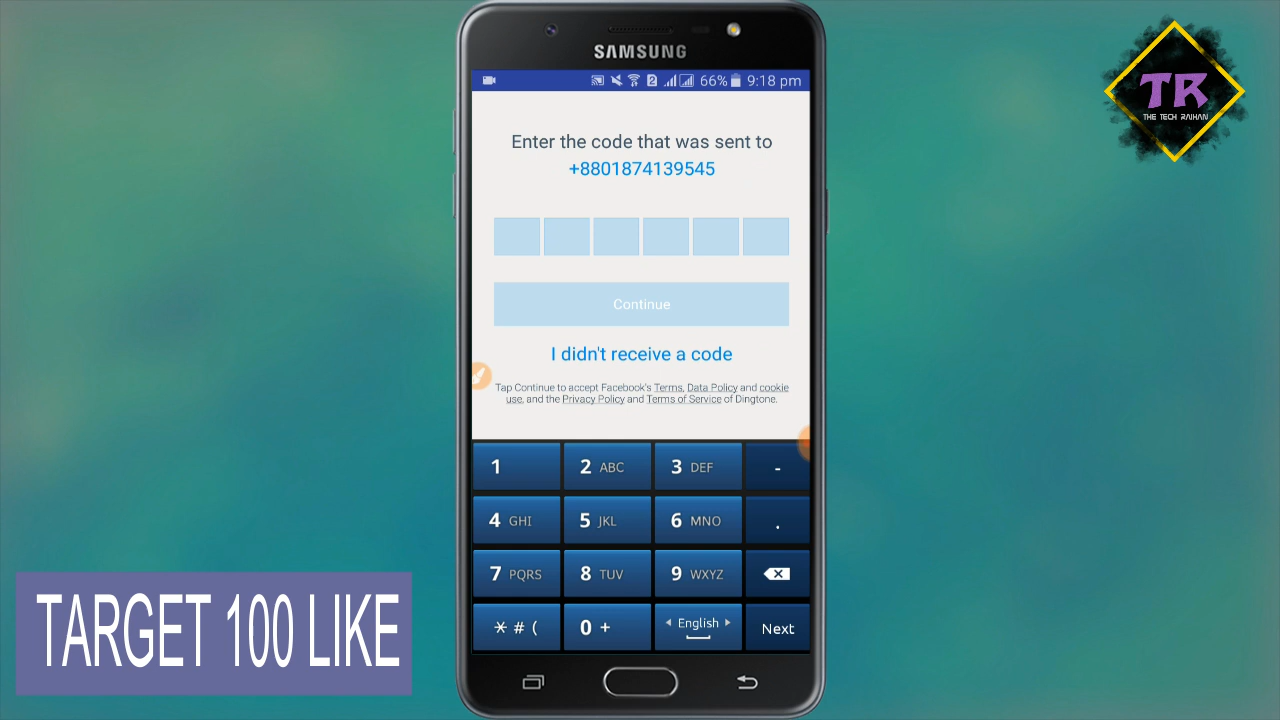 SAMSUNG
2 66% 9:18 pm
TR
THE TECH RAIHAN
Enter the code that was sent to
+8801874139545
Continue
I didn't receive a code
Tap Continue to accept Facebook's Terms, Data Policy and cookie
use, and the Privacy Policy and Terms of Service of Dingtone.
1 2 ABC 3 DEF -
4 GHI 5 JKL 6 MNO .
7 PQRS 8 TUV 9 WXYZ
* # ( 0 + English Next
TARGET 100 LIKE